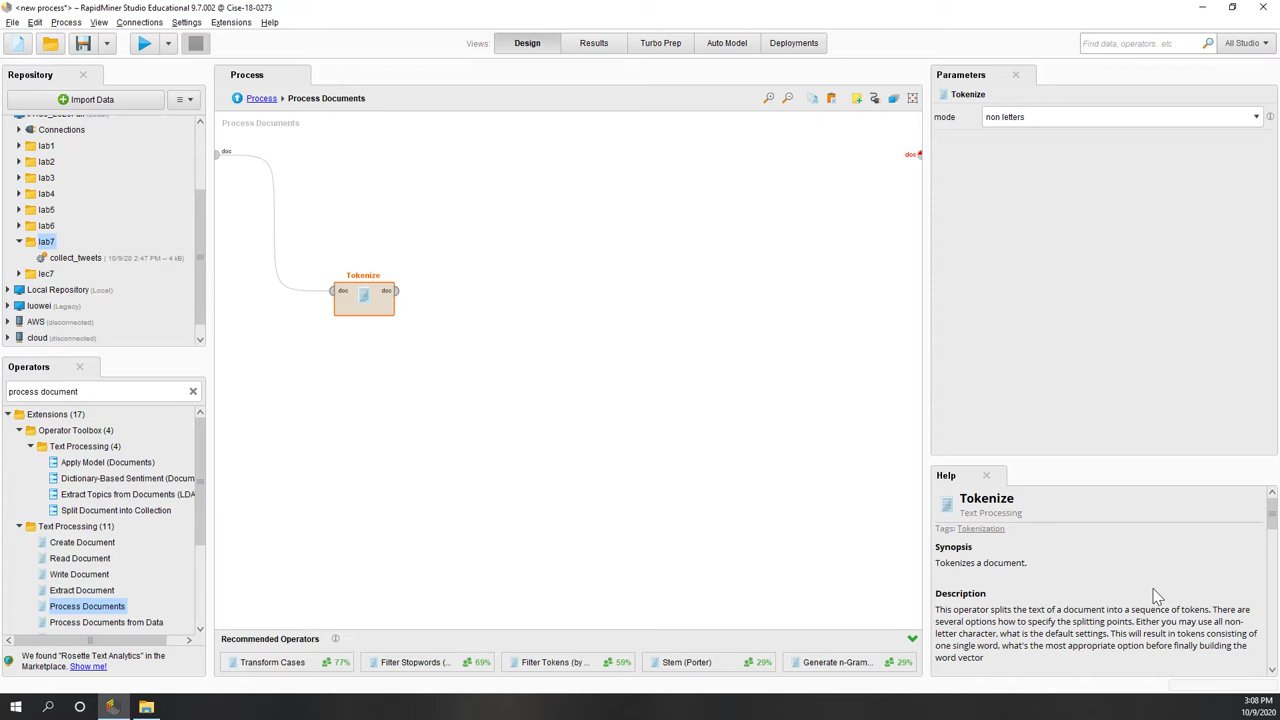 <new process*> – RapidMiner Studio Educational 9.7.002 @ Cise-18-0273
File Edit Process View Connections Settings Extensions Help
Views: Design Results Turbo Prep Auto Model Deployments
Find data, operators...etc
All Studio
Repository
Import Data
Connections
lab1
lab2
lab3
lab4
lab5
lab6
lab7
collect_tweets (10/9/20 2:47 PM – 4 kB)
lec7
Local Repository (Local)
luowei (Legacy)
AWS (disconnected)
cloud (disconnected)
Operators
process document
Extensions (17)
Operator Toolbox (4)
Text Processing (4)
Apply Model (Documents)
Dictionary-Based Sentiment (Docum
Extract Topics from Documents (LDA
Split Document into Collection
Text Processing (11)
Create Document
Read Document
Write Document
Extract Document
Process Documents
Process Documents from Data
We found "Rosette Text Analytics" in the
Marketplace. Show me!
Process
Process Process Documents
Process Documents
doc
doc
Tokenize
doc doc
Recommended Operators
Transform Cases 77%
Filter Stopwords (... 69%
Filter Tokens (by ... 59%
Stem (Porter) 29%
Generate n-Gram... 29%
Parameters
Tokenize
mode non letters
Help
Tokenize
Text Processing
Tags: Tokenization
Synopsis
Tokenizes a document.
Description
This operator splits the text of a document into a sequence of tokens. There are
several options how to specify the splitting points. Either you may use all non-
letter character, what is the default settings. This will result in tokens consisting of
one single word, what's the most appropriate option before finally building the
word vector
3:08 PM
10/9/2020